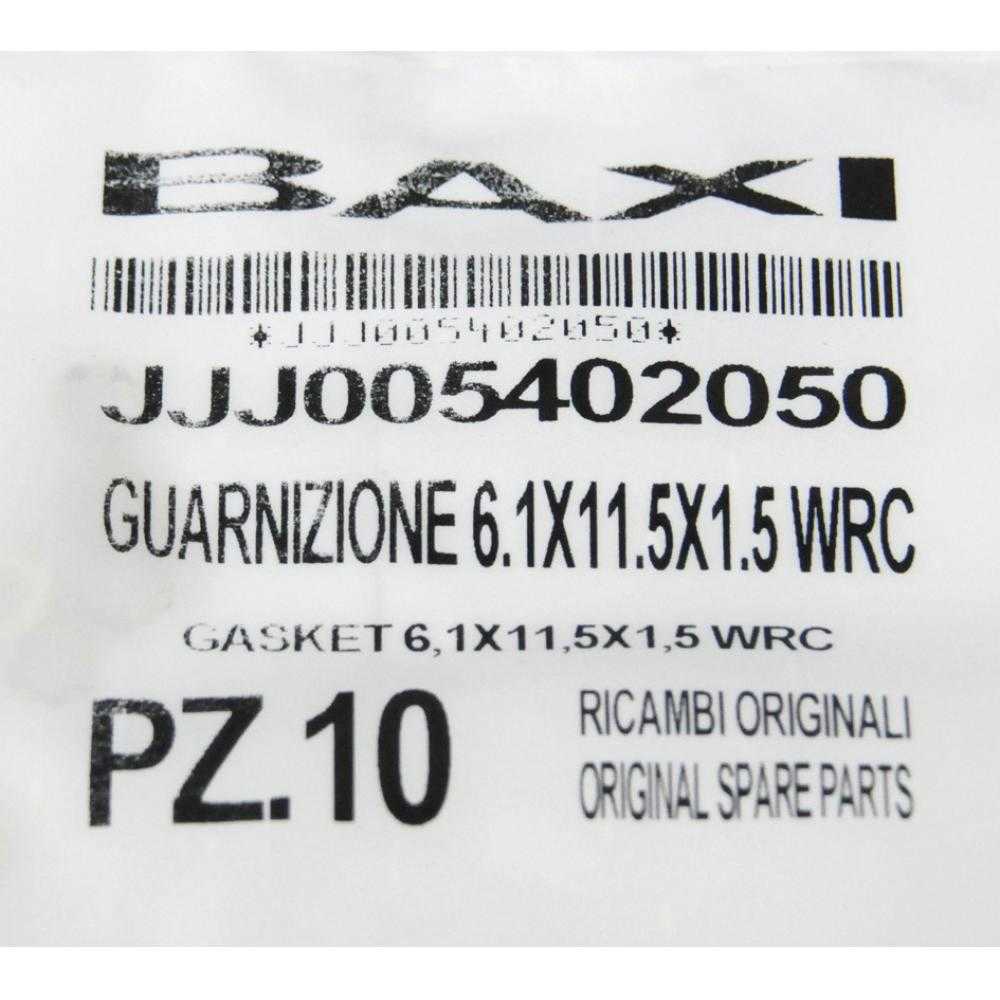 BAXI
*JJJ005402050*
JJJ005402050
GUARNIZIONE 6.1X11.5X1.5 WRC
GASKET 6,1X11,5X1,5 WRC
PZ.10
RICAMBI ORIGINALI
ORIGINAL SPARE PARTS